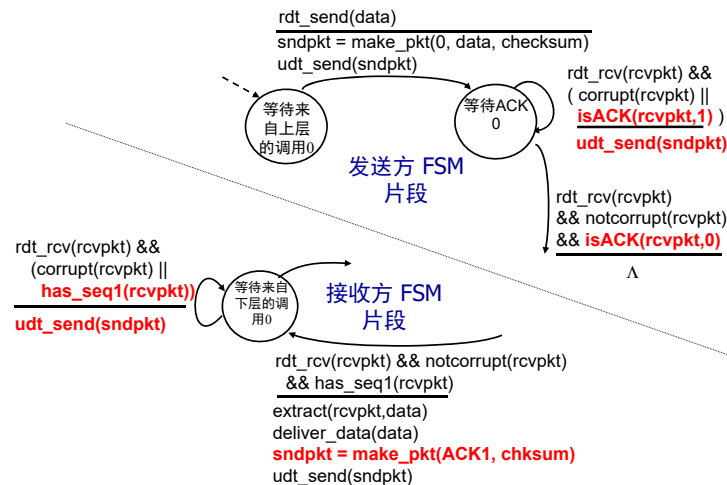 rdt_send(data)
sndpkt = make_pkt(0, data, checksum)
udt_send(sndpkt)
等待来
自上层
的调用0
等待ACK
0
rdt_rcv(rcvpkt) &&
( corrupt(rcvpkt) ||
isACK(rcvpkt,1) )
udt_send(sndpkt)
发送方 FSM
片段
rdt_rcv(rcvpkt)
&& notcorrupt(rcvpkt)
&& isACK(rcvpkt,0)
Λ
rdt_rcv(rcvpkt) &&
(corrupt(rcvpkt) ||
has_seq1(rcvpkt))
udt_send(sndpkt)
等待来自
下层的调
用0
接收方 FSM
片段
rdt_rcv(rcvpkt) && notcorrupt(rcvpkt)
&& has_seq1(rcvpkt)
extract(rcvpkt,data)
deliver_data(data)
sndpkt = make_pkt(ACK1, chksum)
udt_send(sndpkt)